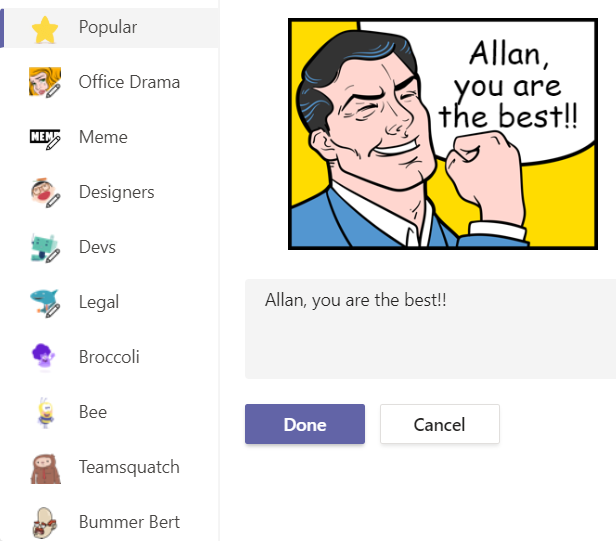 Popular
Office Drama
Meme
Designers
Devs
Legal
Broccoli
Bee
Teamsquatch
Bummer Bert
Allan,
you are
the best!!
Allan, you are the best!!
Done
Cancel